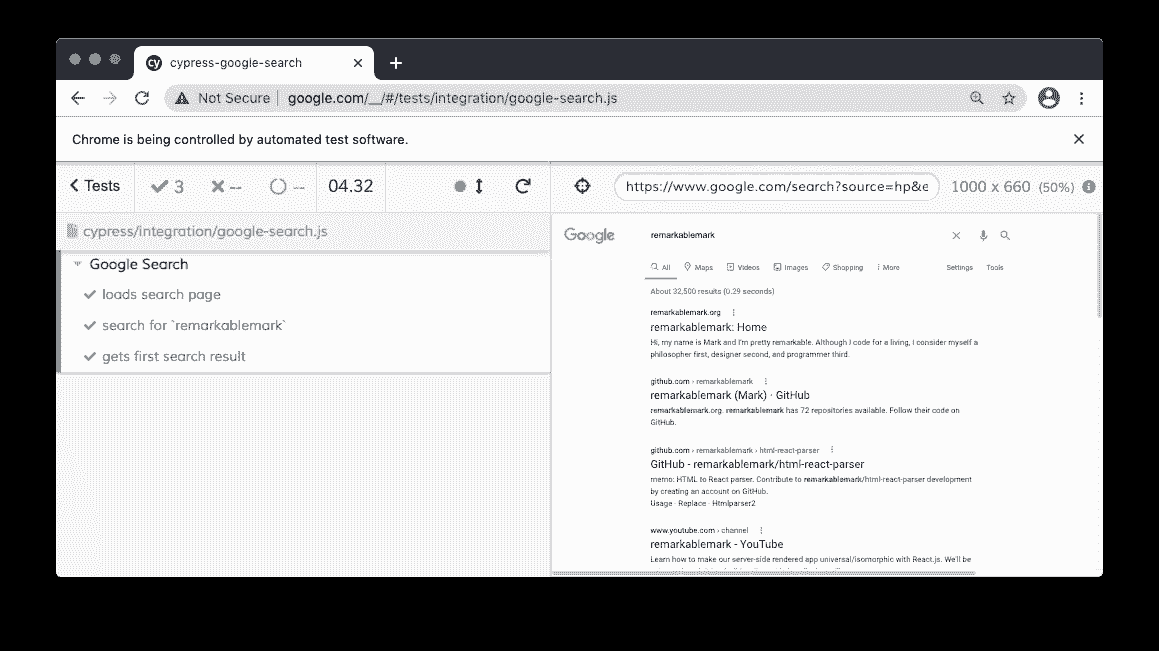 cy cypress-google-search
Not Secure google.com/__/#/tests/integration/google-search.js
Chrome is being controlled by automated test software.
Tests 3 -- -- 04.32
https://www.google.com/search?source=hp&e 1000 x 660 (50%)
cypress/integration/google-search.js
Google Search
loads search page
search for `remarkablemark`
gets first search result
Google remarkablemark
All Maps Videos Images Shopping More Settings Tools
About 32,500 results (0.29 seconds)
remarkablemark.org
remarkablemark: Home
Hi, my name is Mark and I'm pretty remarkable. Although I code for a living, I consider myself a
philosopher first, designer second, and programmer third.
github.com › remarkablemark
remarkablemark (Mark) · GitHub
remarkablemark.org. remarkablemark has 72 repositories available. Follow their code on
GitHub.
github.com › remarkablemark › html-react-parser
GitHub - remarkablemark/html-react-parser
memo: HTML to React parser. Contribute to remarkablemark/html-react-parser development
by creating an account on GitHub.
Usage · Replace · Htmlparser2
www.youtube.com › channel
remarkablemark - YouTube
Learn how to make our server-side rendered app universal/isomorphic with React.js. We'll be